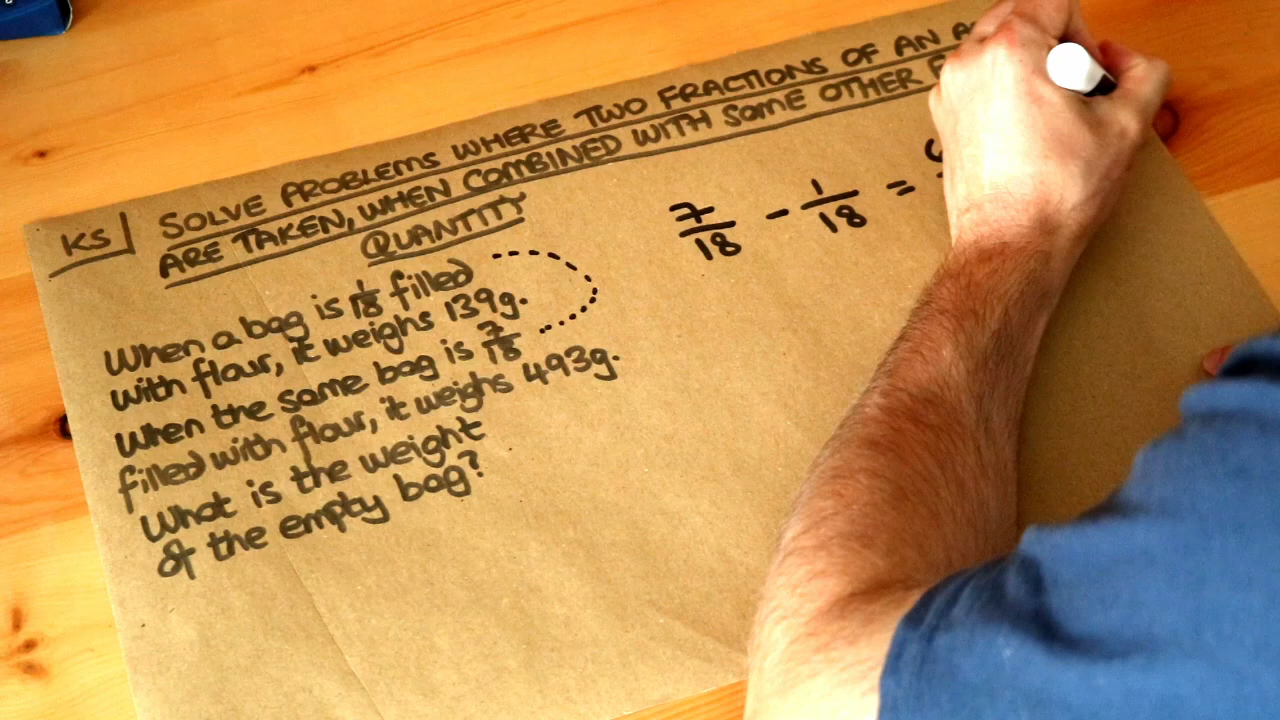 KS
SOLVE PROBLEMS WHERE TWO FRACTIONS OF AN
ARE TAKEN, WHEN COMBINED WITH SOME OTHER
QUANTITY
When a bag is 1/18 filled
with flour, it weighs 139g.
When the same bag is 7/18
filled with flour, it weighs 493g.
What is the weight
of the empty bag?
7/18 - 1/18 =